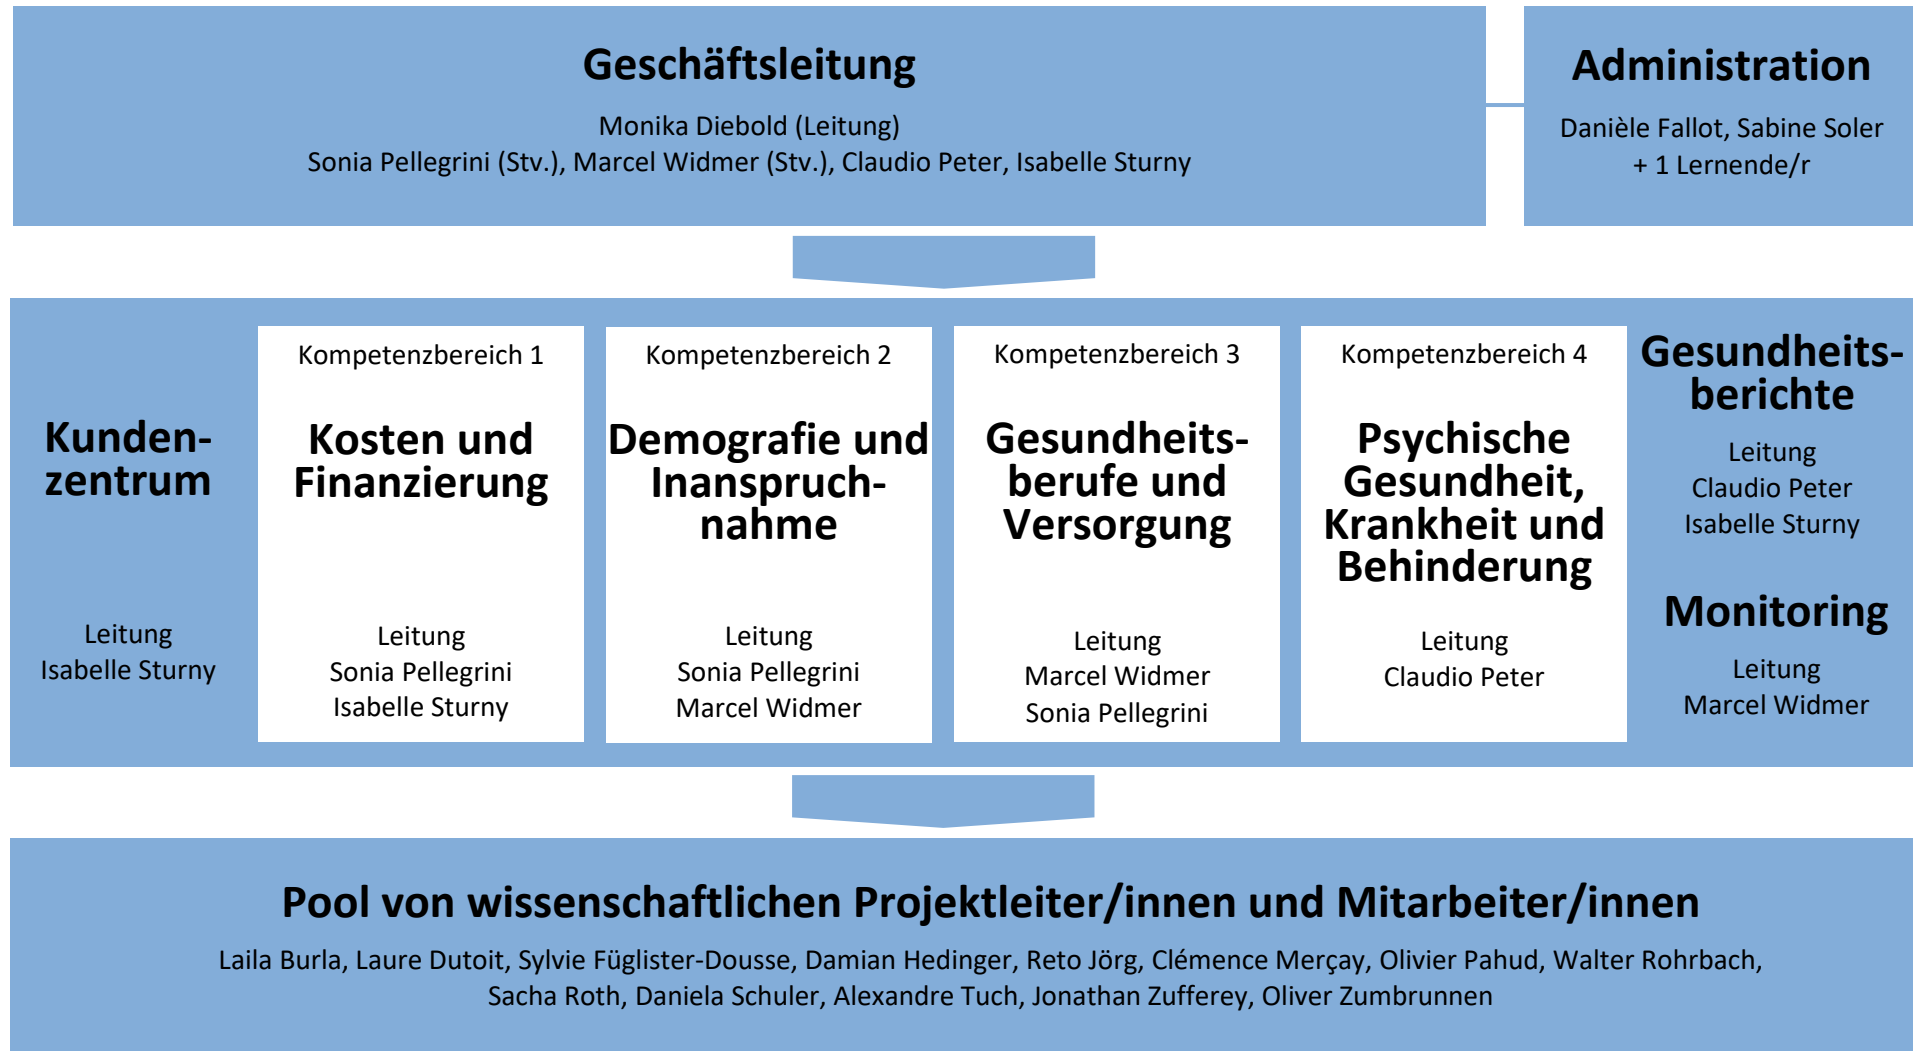 Geschäftsleitung
Monika Diebold (Leitung)
Sonia Pellegrini (Stv.), Marcel Widmer (Stv.), Claudio Peter, Isabelle Sturny
Administration
Danièle Fallot, Sabine Soler
+ 1 Lernende/r
Kunden-
zentrum
Leitung
Isabelle Sturny
Kompetenzbereich 1
Kosten und
Finanzierung
Leitung
Sonia Pellegrini
Isabelle Sturny
Kompetenzbereich 2
Demografie und
Inanspruch-
nahme
Leitung
Sonia Pellegrini
Marcel Widmer
Kompetenzbereich 3
Gesundheits-
berufe und
Versorgung
Leitung
Marcel Widmer
Sonia Pellegrini
Kompetenzbereich 4
Psychische
Gesundheit,
Krankheit und
Behinderung
Leitung
Claudio Peter
Gesundheits-
berichte
Leitung
Claudio Peter
Isabelle Sturny
Monitoring
Leitung
Marcel Widmer
Pool von wissenschaftlichen Projektleiter/innen und Mitarbeiter/innen
Laila Burla, Laure Dutoit, Sylvie Füglister-Dousse, Damian Hedinger, Reto Jörg, Clémence Merçay, Olivier Pahud, Walter Rohrbach,
Sacha Roth, Daniela Schuler, Alexandre Tuch, Jonathan Zufferey, Oliver Zumbrunnen